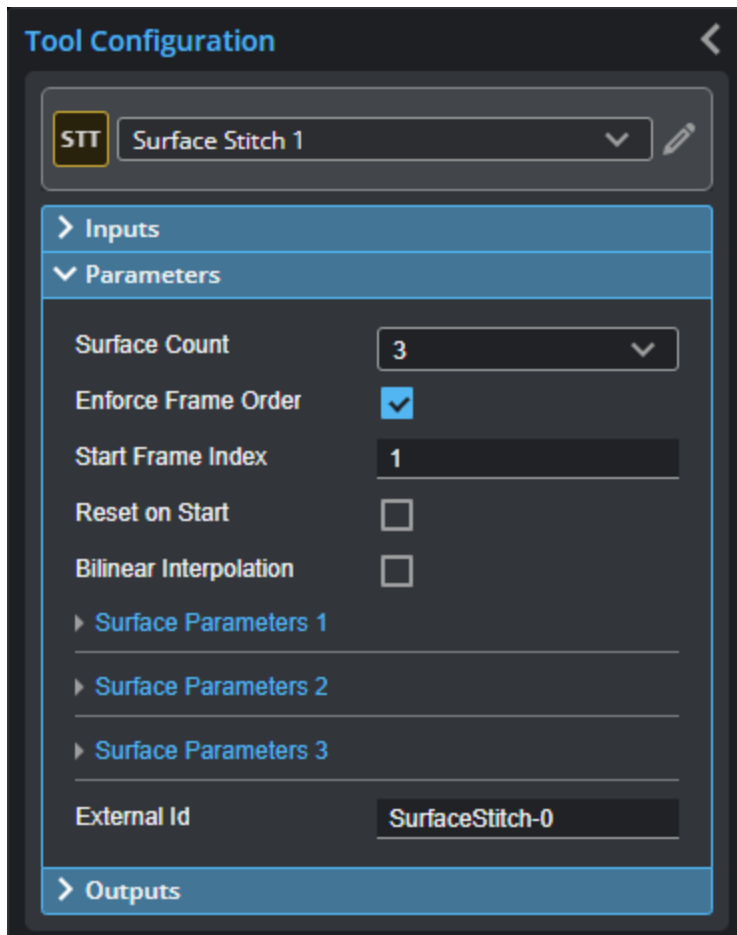 Tool Configuration
STT Surface Stitch 1
Inputs
Parameters
Surface Count 3
Enforce Frame Order
Start Frame Index 1
Reset on Start
Bilinear Interpolation
Surface Parameters 1
Surface Parameters 2
Surface Parameters 3
External Id SurfaceStitch-0
Outputs